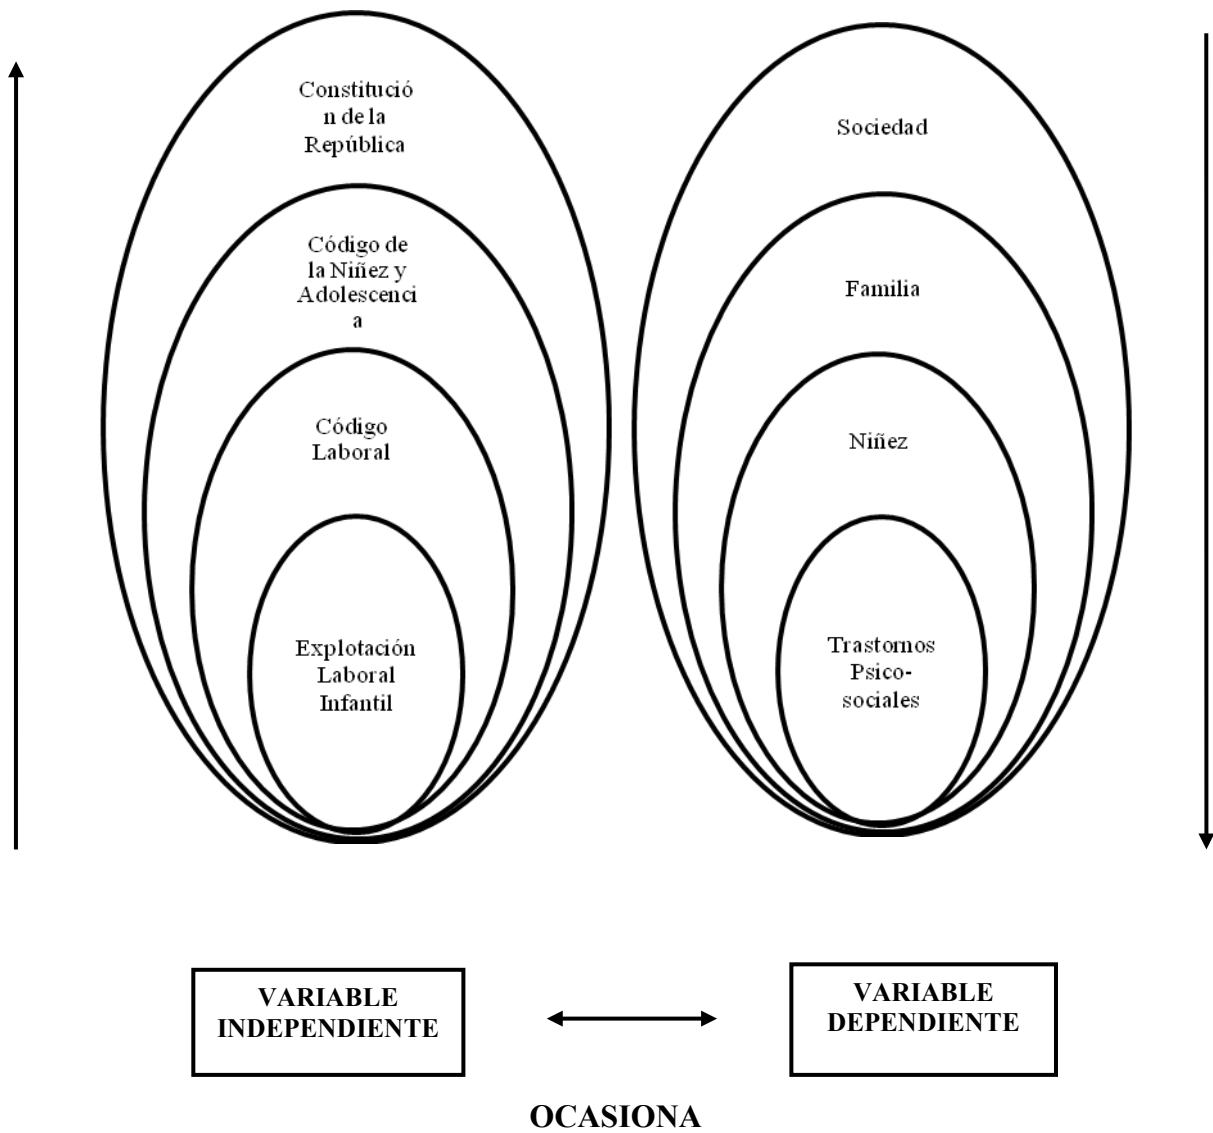 Constitució
n de la
República
Código de
la Niñez y
Adolescenci
a
Código
Laboral
Explotación
Laboral
Infantil
Sociedad
Familia
Niñez
Trastornos
Psico-
sociales
VARIABLE
INDEPENDIENTE
VARIABLE
DEPENDIENTE
OCASIONA